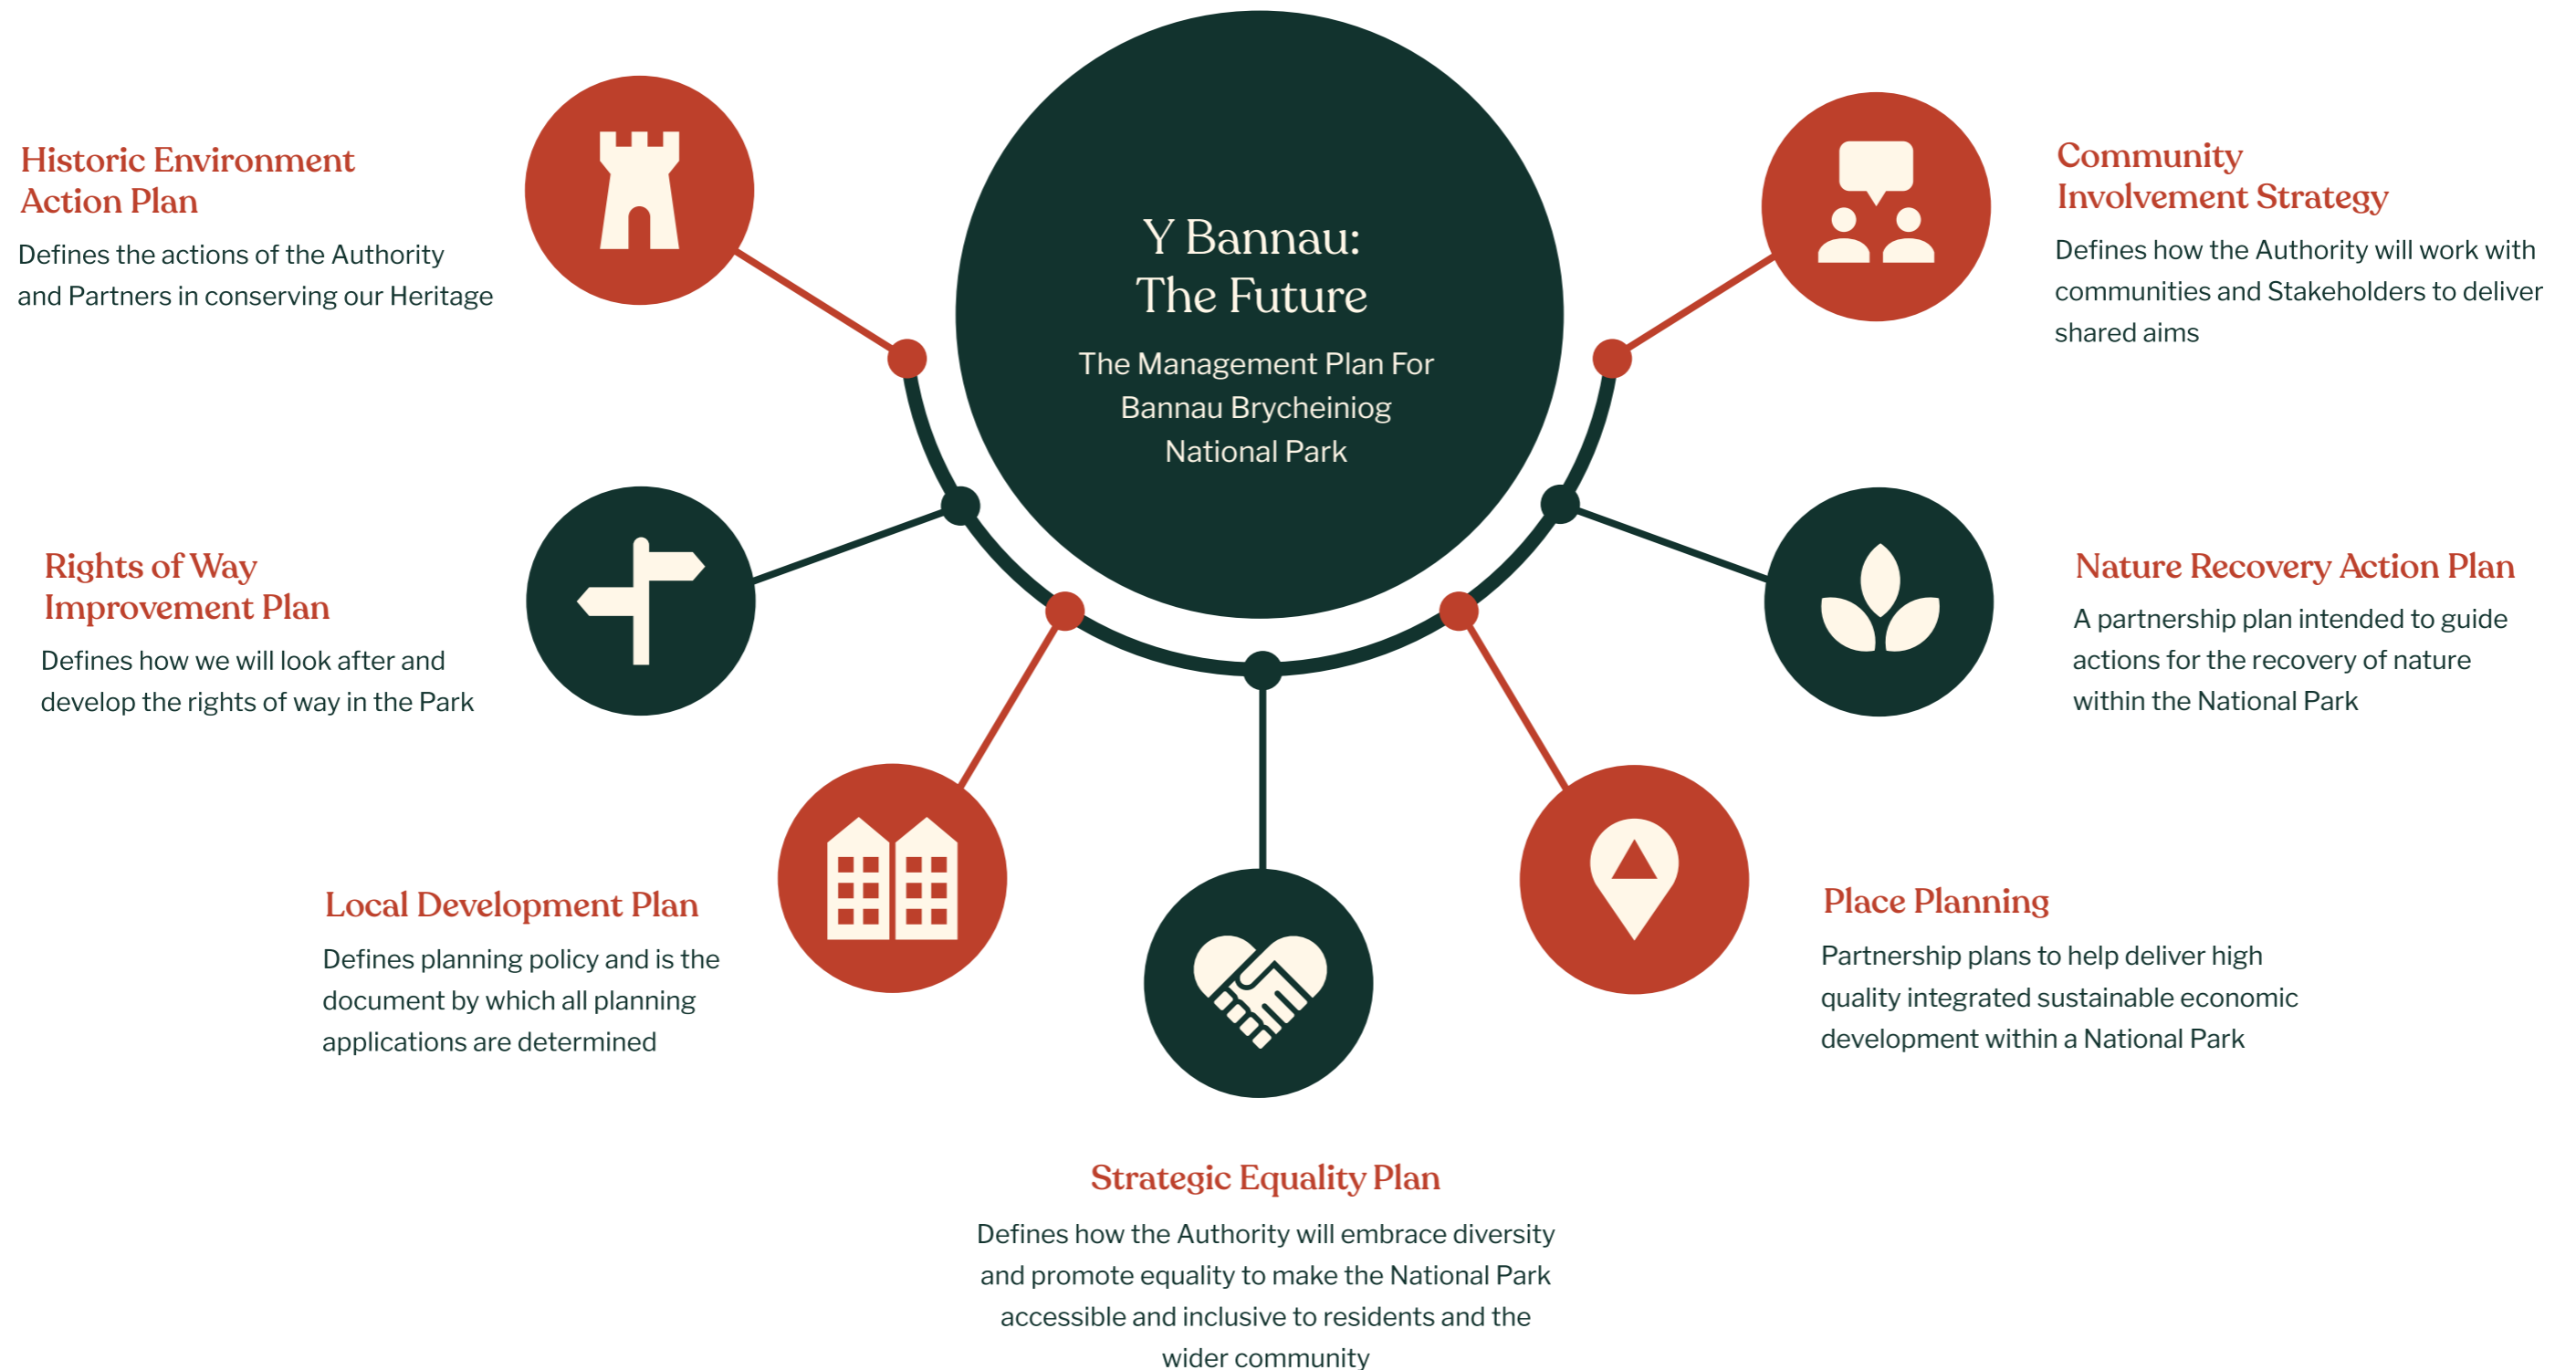 Y Bannau:
The Future
The Management Plan For
Bannau Brycheiniog
National Park
Historic Environment
Action Plan
Defines the actions of the Authority
and Partners in conserving our Heritage
Rights of Way
Improvement Plan
Defines how we will look after and
develop the rights of way in the Park
Local Development Plan
Defines planning policy and is the
document by which all planning
applications are determined
Strategic Equality Plan
Defines how the Authority will embrace diversity
and promote equality to make the National Park
accessible and inclusive to residents and the
wider community
Place Planning
Partnership plans to help deliver high
quality integrated sustainable economic
development within a National Park
Nature Recovery Action Plan
A partnership plan intended to guide
actions for the recovery of nature
within the National Park
Community
Involvement Strategy
Defines how the Authority will work with
communities and Stakeholders to deliver
shared aims